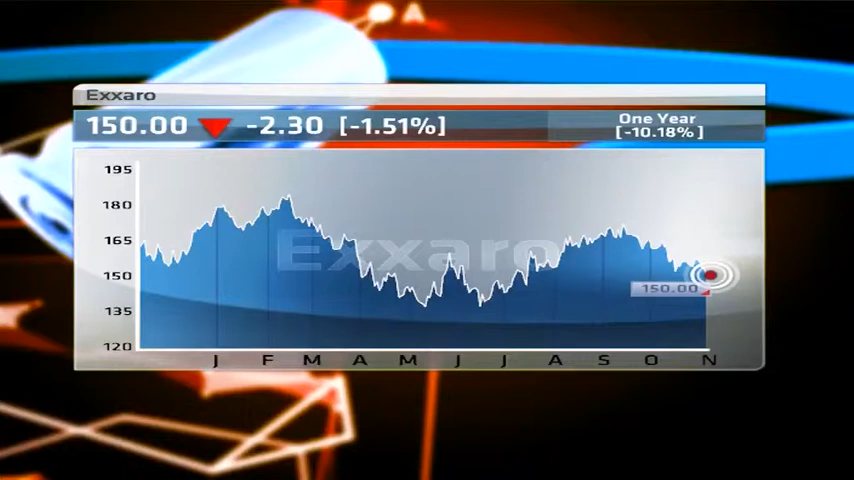 A
Exxaro
150.00 -2.30 [-1.51%]
One Year
[-10.18%]
195
180
165
150
135
120
Exxaro
150.00
J F M A M J J A S O N